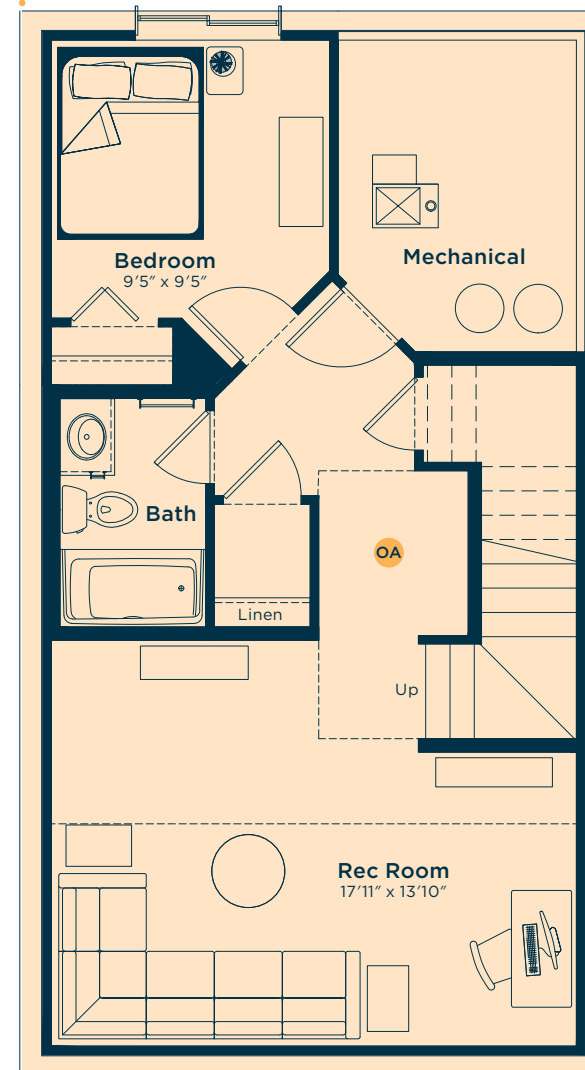 Bedroom
9′5″ x 9′5″
Mechanical
Bath
OA
Linen
Up
Rec Room
17′11″ x 13′10″